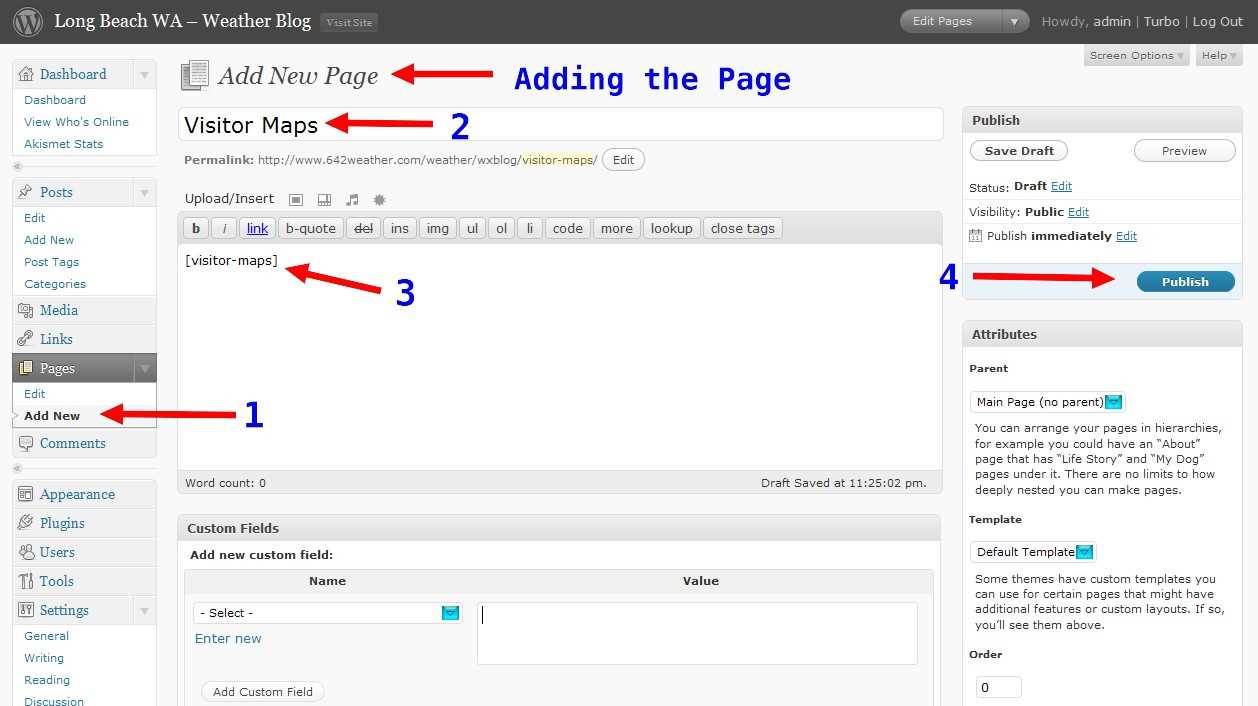 Long Beach WA – Weather Blog Visit Site Edit Pages Howdy, admin | Turbo | Log Out
Screen Options Help
Dashboard
Dashboard
View Who's Online
Akismet Stats
Posts
Edit
Add New
Post Tags
Categories
Media
Links
Pages
Edit
Add New
1
Comments
Appearance
Plugins
Users
Tools
Settings
General
Writing
Reading
Discussion
Add New Page Adding the Page
Visitor Maps 2
Permalink: http://www.642weather.com/weather/wxblog/visitor-maps/ Edit
Upload/Insert
b i link b-quote del ins img ul ol li code more lookup close tags
[visitor-maps]
3
Word count: 0 Draft Saved at 11:25:02 pm.
Custom Fields
Add new custom field:
Name Value
- Select -
Enter new
Add Custom Field
Publish
Save Draft Preview
Status: Draft Edit
Visibility: Public Edit
Publish immediately Edit
4 Publish
Attributes
Parent
Main Page (no parent)
You can arrange your pages in hierarchies,
for example you could have an “About”
page that has “Life Story” and “My Dog”
pages under it. There are no limits to how
deeply nested you can make pages.
Template
Default Template
Some themes have custom templates you
can use for certain pages that might have
additional features or custom layouts. If so,
you’ll see them above.
Order
0